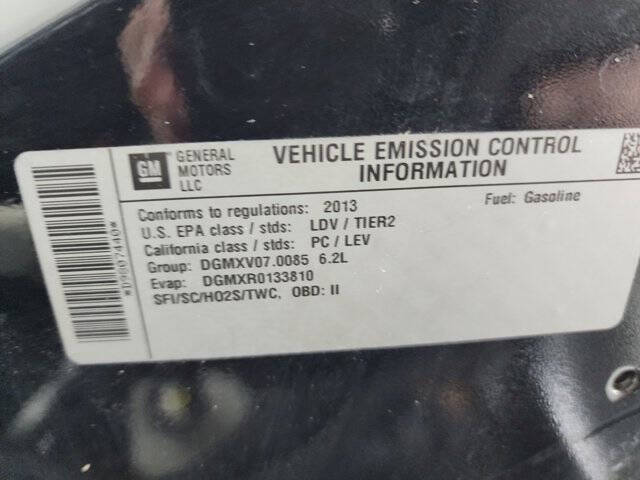 GM
GENERAL
MOTORS
LLC
VEHICLE EMISSION CONTROL
INFORMATION
Conforms to regulations: 2013
Fuel: Gasoline
U.S. EPA class / stds: LDV / TIER2
California class / stds: PC / LEV
Group: DGMXV07.0085 6.2L
Evap: DGMXR0133810
SFI/SC/HO2S/TWC, OBD: II
*D9607440*